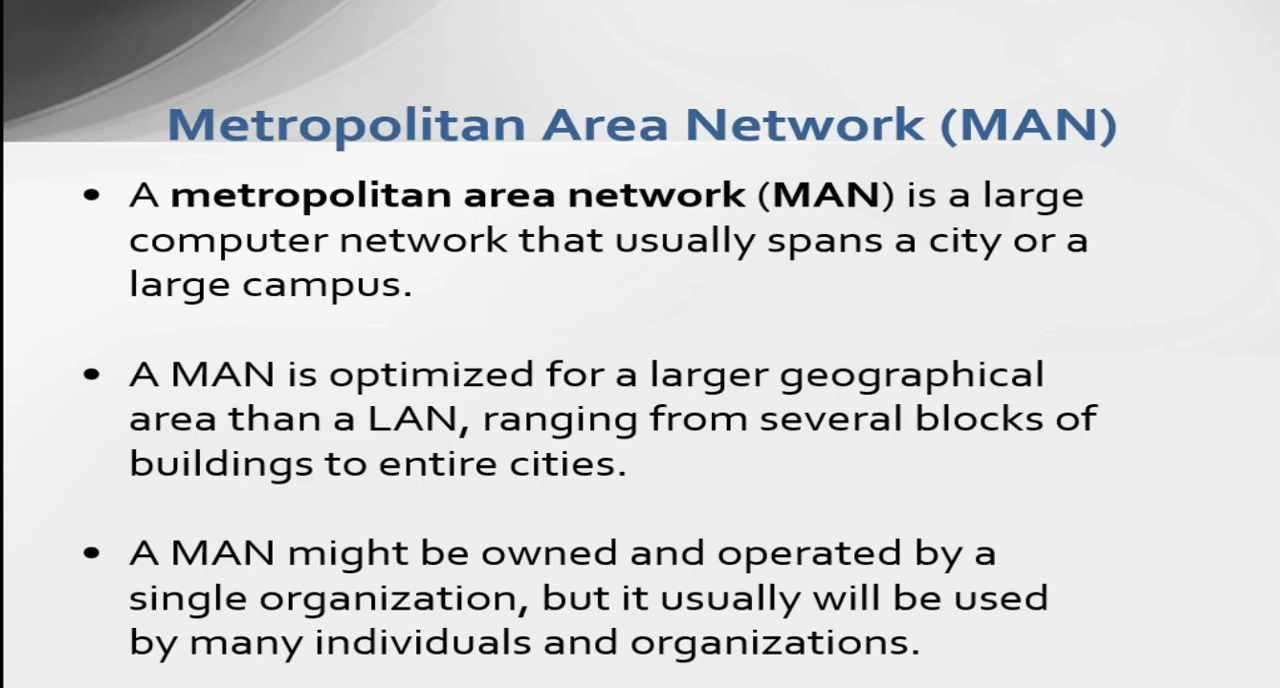 Metropolitan Area Network (MAN)
• A metropolitan area network (MAN) is a large
computer network that usually spans a city or a
large campus.
• A MAN is optimized for a larger geographical
area than a LAN, ranging from several blocks of
buildings to entire cities.
• A MAN might be owned and operated by a
single organization, but it usually will be used
by many individuals and organizations.